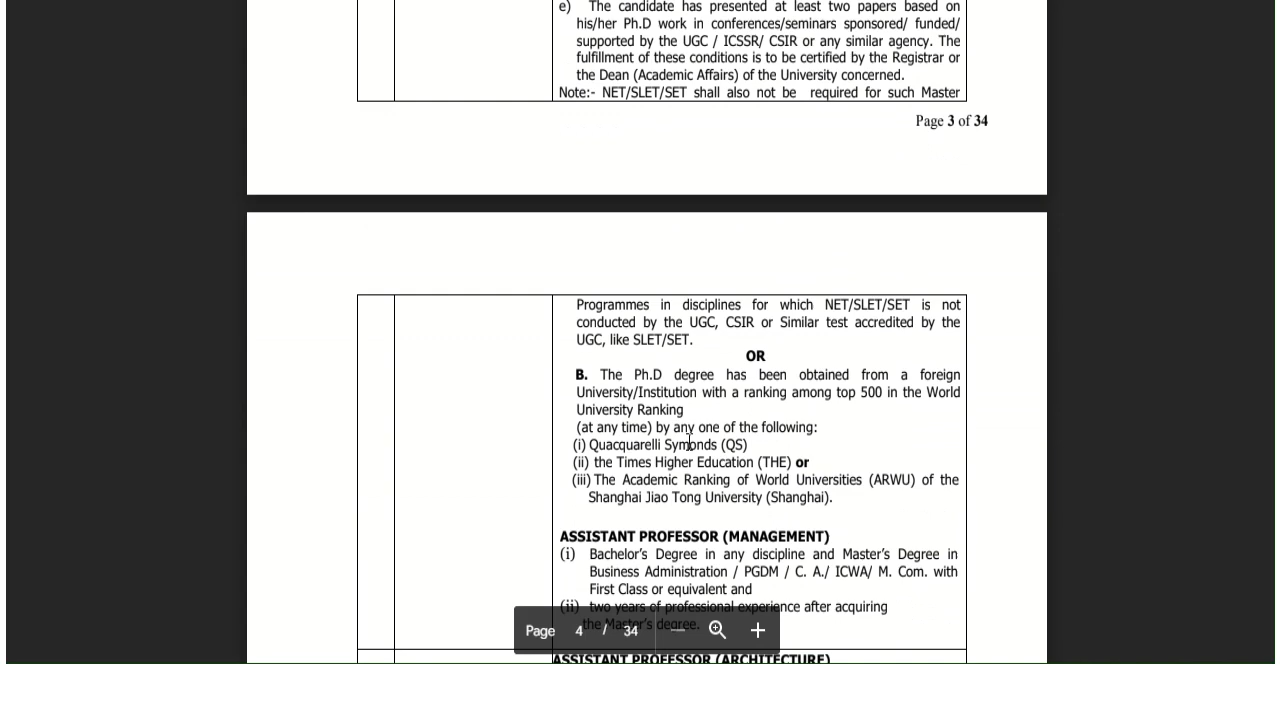 e) The candidate has presented at least two papers based on
his/her Ph.D work in conferences/seminars sponsored/ funded/
supported by the UGC / ICSSR/ CSIR or any similar agency. The
fulfillment of these conditions is to be certified by the Registrar or
the Dean (Academic Affairs) of the University concerned.
Note:- NET/SLET/SET shall also not be required for such Master
Page 3 of 34
Programmes in disciplines for which NET/SLET/SET is not
conducted by the UGC, CSIR or Similar test accredited by the
UGC, like SLET/SET.
OR
B. The Ph.D degree has been obtained from a foreign
University/Institution with a ranking among top 500 in the World
University Ranking
(at any time) by any one of the following:
(i) Quacquarelli Symonds (QS)
(ii) the Times Higher Education (THE) or
(iii) The Academic Ranking of World Universities (ARWU) of the
Shanghai Jiao Tong University (Shanghai).
ASSISTANT PROFESSOR (MANAGEMENT)
(i) Bachelor's Degree in any discipline and Master's Degree in
Business Administration / PGDM / C. A./ ICWA/ M. Com. with
First Class or equivalent and
(ii) two years of professional experience after acquiring
the Master's degree.
Page 4 / 34
ASSISTANT PROFESSOR (ARCHITECTURE)